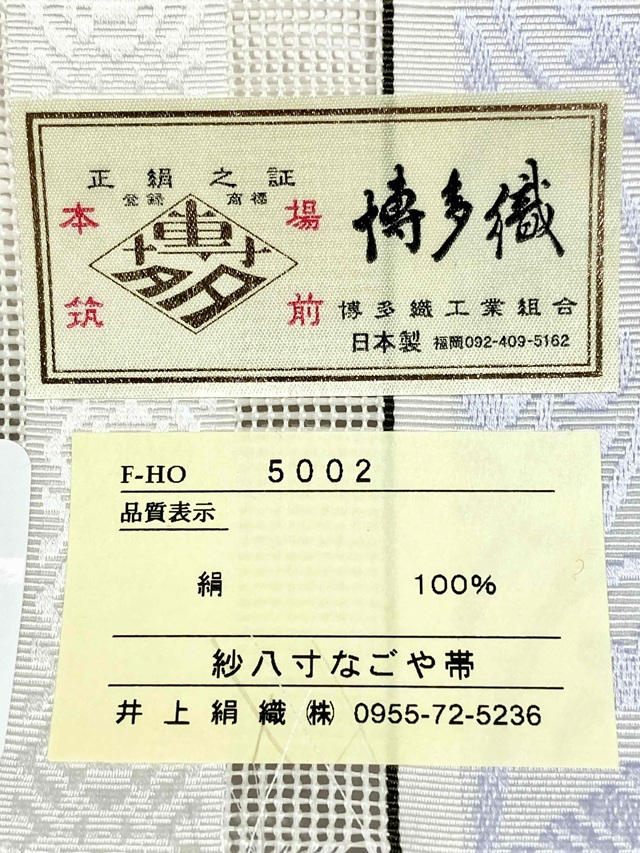 正絹之証
登録 商標
本 場
博多
筑 前
博多織
博多織工業組合
日本製 福岡092-409-5162
F-HO 5002
品質表示
絹 100%
紗八寸なごや帯
井上絹織㈱ 0955-72-5236